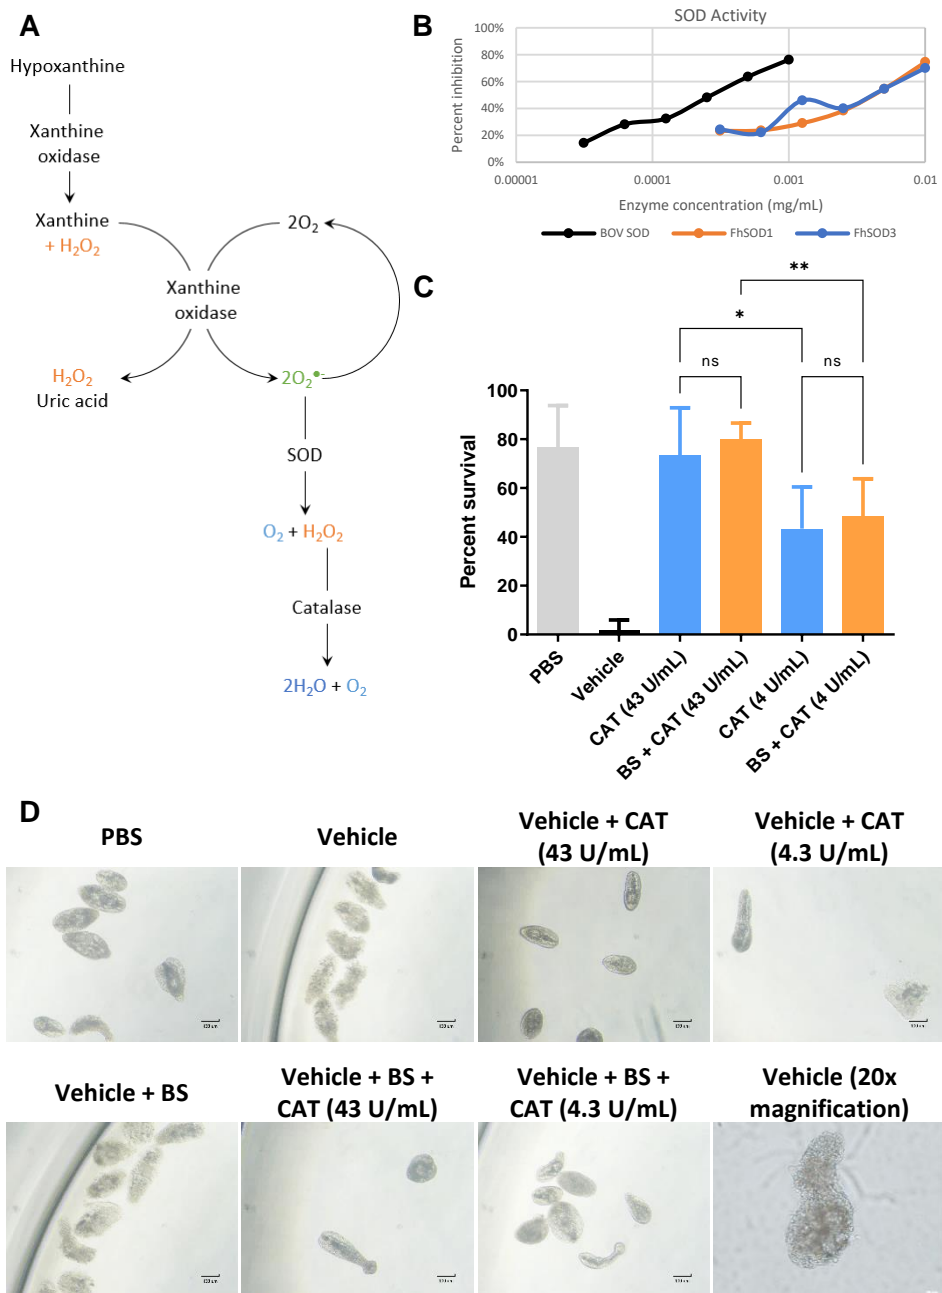 A
Hypoxanthine
Xanthine
oxidase
Xanthine
+ H₂O₂
2O₂
Xanthine
oxidase
H₂O₂
Uric acid
2O₂•-
SOD
O₂ + H₂O₂
Catalase
2H₂O + O₂
B
SOD Activity
Percent inhibition
100%
80%
60%
40%
20%
0%
0.00001
0.0001
0.001
0.01
Enzyme concentration (mg/mL)
BOV SOD
FhSOD1
FhSOD3
C
**
*
ns
ns
Percent survival
100
80
60
40
20
0
PBS
Vehicle
CAT (43 U/mL)
BS + CAT (43 U/mL)
CAT (4 U/mL)
BS + CAT (4 U/mL)
D
PBS
Vehicle
Vehicle + CAT
(43 U/mL)
Vehicle + CAT
(4.3 U/mL)
Vehicle + BS
Vehicle + BS +
CAT (43 U/mL)
Vehicle + BS +
CAT (4.3 U/mL)
Vehicle (20x
magnification)